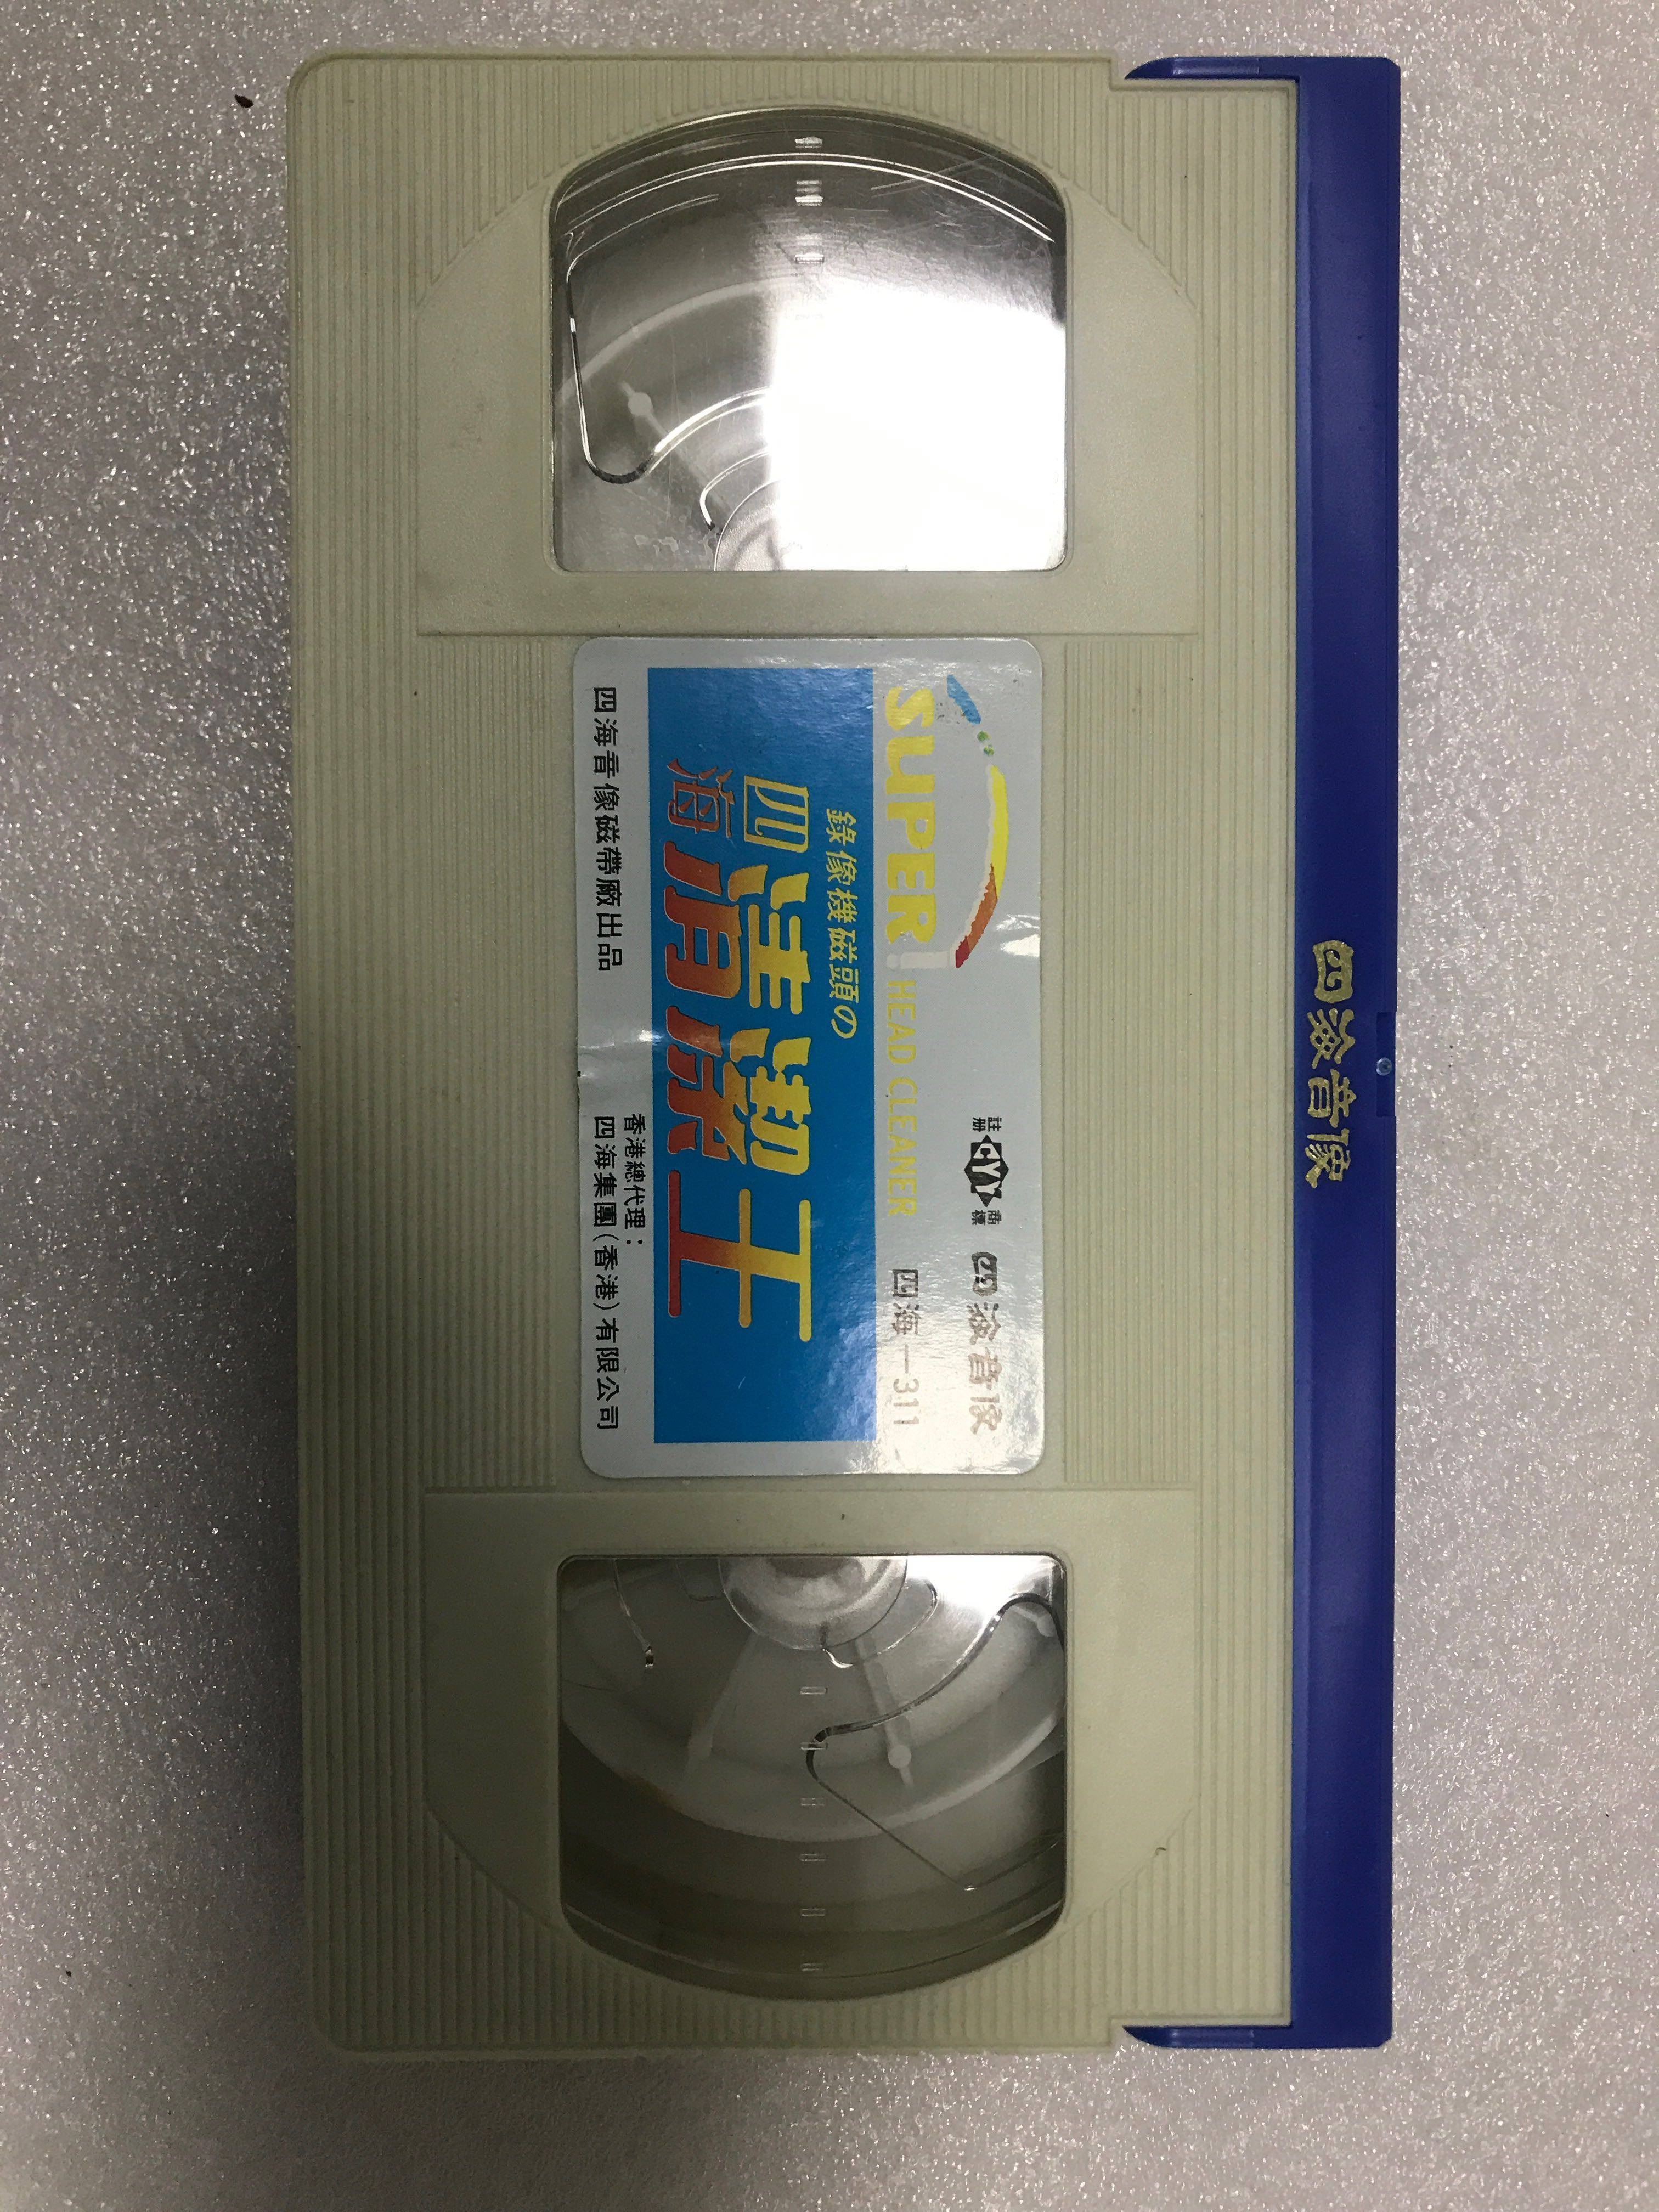 四海音像
註册 CYY 商標 四海音像
SUPER! HEAD CLEANER 四海-311
錄像機磁頭の
四海 清潔王
香港總代理：
四海音像磁帶廠出品 四海集團(香港)有限公司